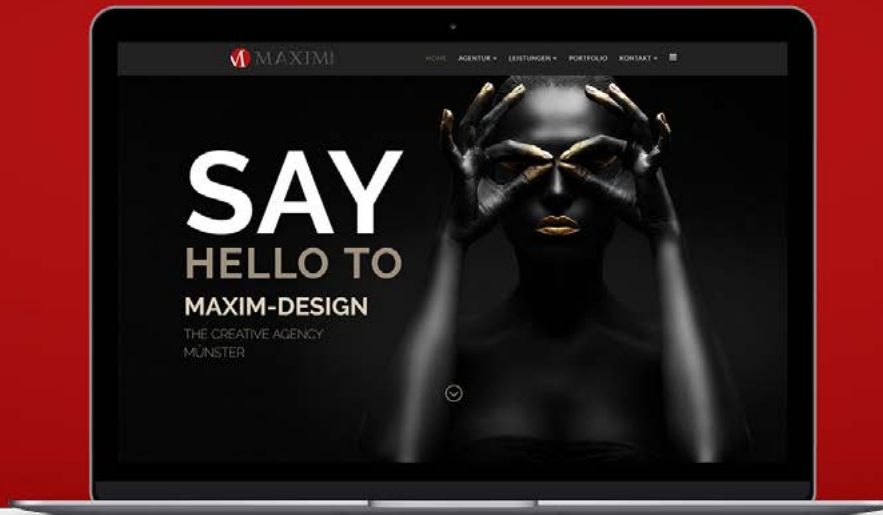 MAXIM
HOME AGENTUR LEISTUNGEN PORTFOLIO KONTAKT
SAY
HELLO TO
MAXIM-DESIGN
THE CREATIVE AGENCY
MÜNSTER